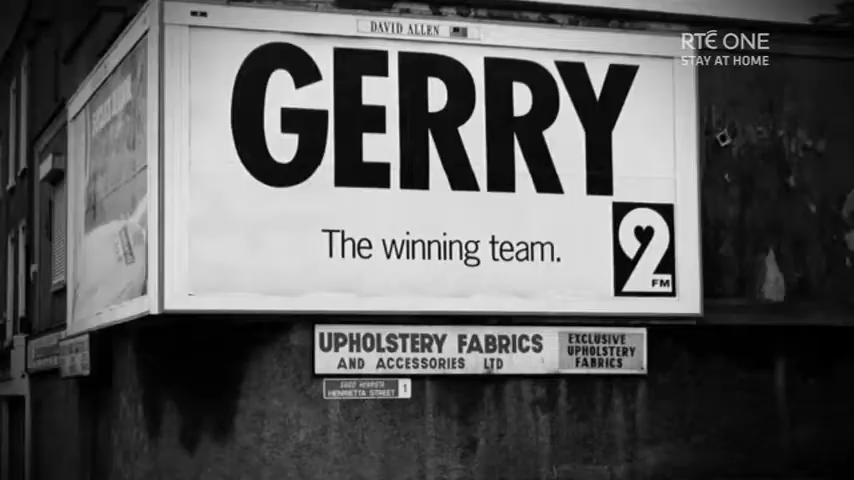 DAVID ALLEN
RTÉ ONE
STAY AT HOME
GERRY
The winning team.
2
FM
UPHOLSTERY FABRICS
AND ACCESSORIES LTD
EXCLUSIVE
UPHOLSTERY
FABRICS
HENRIETTA STREET
1